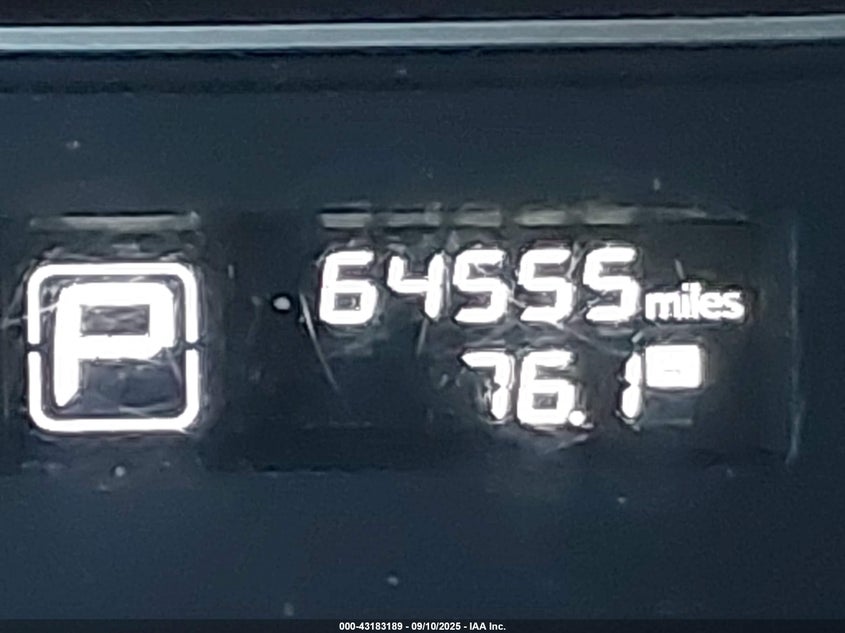 P
64555 miles
76.1
000-43183189 - 09/10/2025 - IAA Inc.